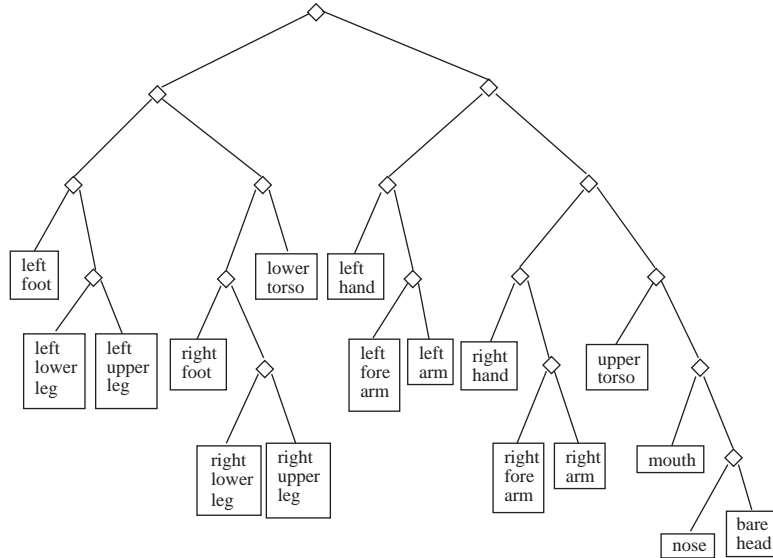 left
foot
lower
torso
left
hand
left
lower
leg
left
upper
leg
right
foot
left
fore
arm
left
arm
right
hand
upper
torso
right
lower
leg
right
upper
leg
right
fore
arm
right
arm
mouth
nose
bare
head